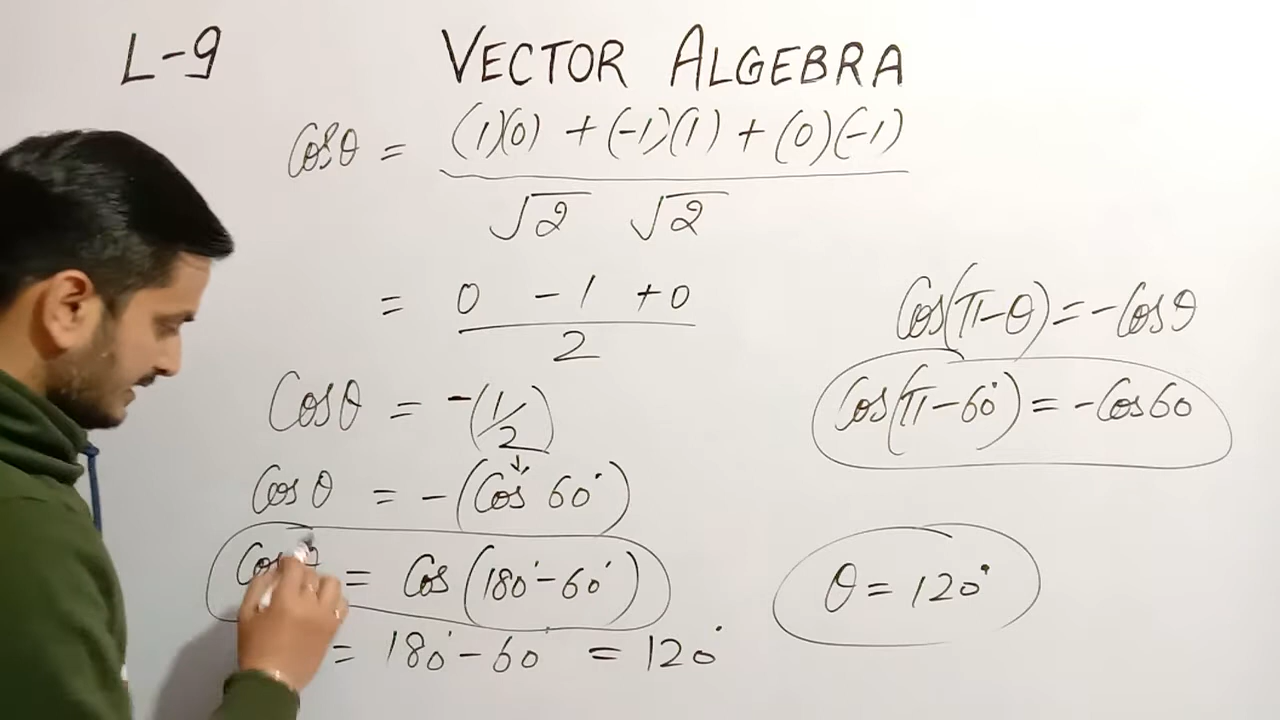 L-9
VECTOR ALGEBRA
Cosθ = (1)(0) + (-1)(1) + (0)(-1)
√2 √2
= 0 -1 +0
2
Cosθ = -(1/2)
Cosθ = -(Cos 60°)
Cos = Cos(180°-60°)
= 180°-60° = 120°
Cos(π-θ) = -Cosθ
Cos(π-60°) = -Cos60
θ = 120°